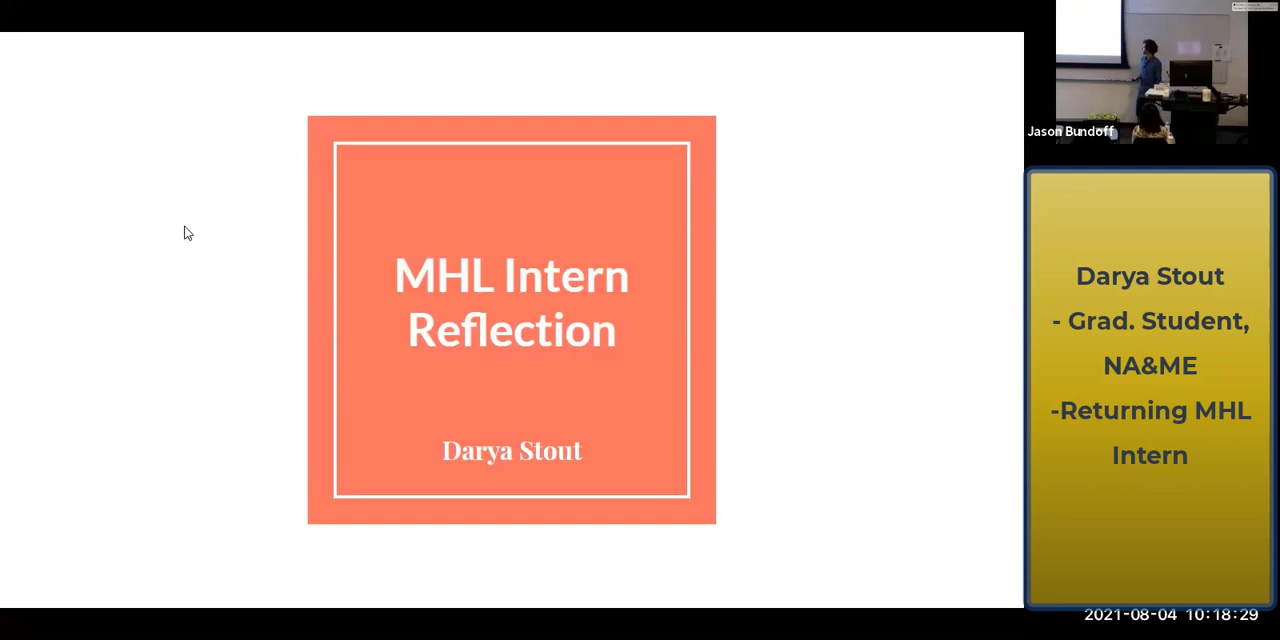 MHL Intern
Reflection
Darya Stout
Jason Bundoff
Darya Stout
- Grad. Student,
NA&ME
-Returning MHL
Intern
2021-08-04 10:18:29